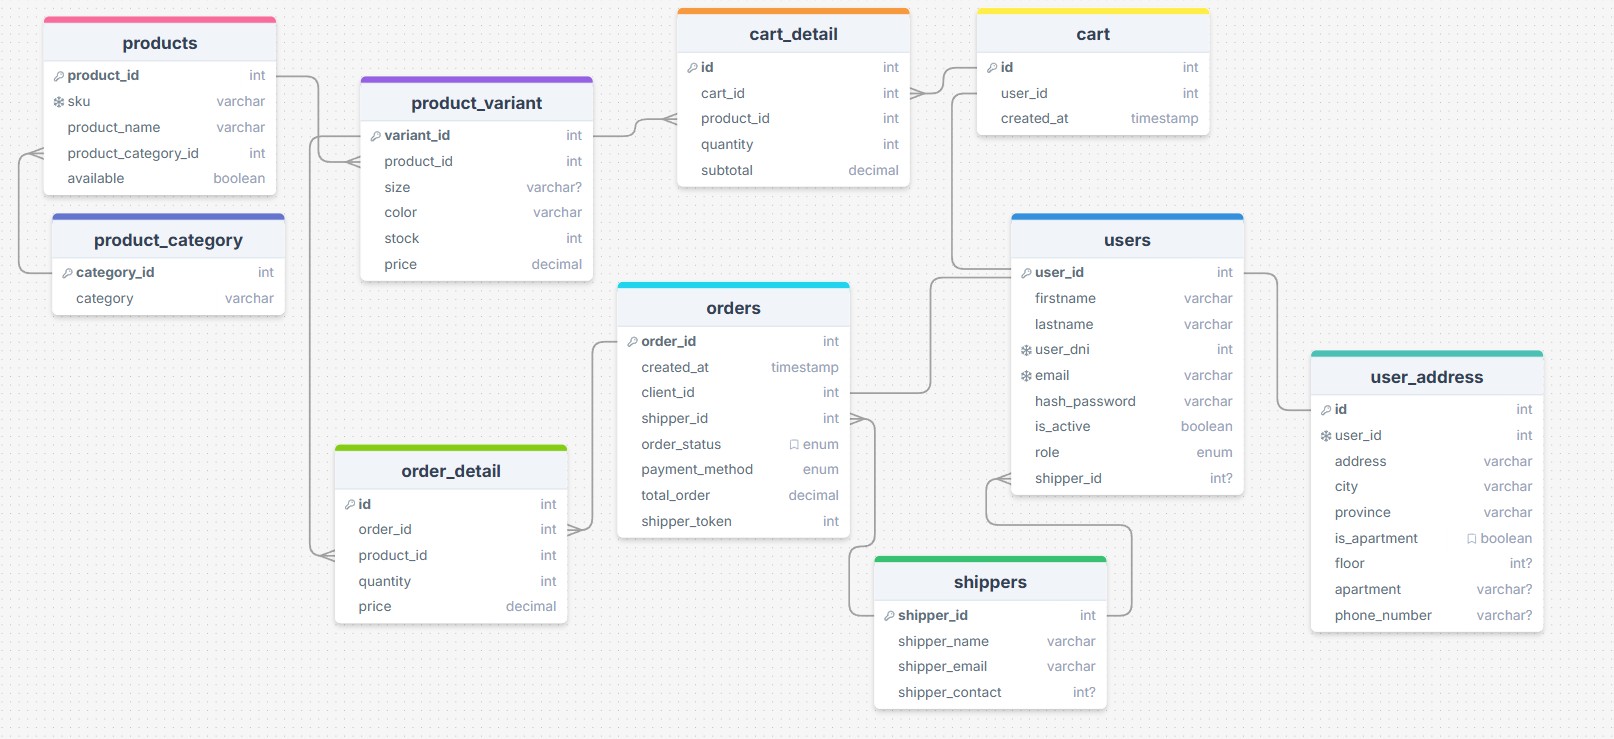 products
product_id int
sku varchar
product_name varchar
product_category_id int
available boolean
product_category
category_id int
category varchar
product_variant
variant_id int
product_id int
size varchar?
color varchar
stock int
price decimal
cart_detail
id int
cart_id int
product_id int
quantity int
subtotal decimal
cart
id int
user_id int
created_at timestamp
orders
order_id int
created_at timestamp
client_id int
shipper_id int
order_status enum
payment_method enum
total_order decimal
shipper_token int
users
user_id int
firstname varchar
lastname varchar
user_dni int
email varchar
hash_password varchar
is_active boolean
role enum
shipper_id int?
user_address
id int
user_id int
address varchar
city varchar
province varchar
is_apartment boolean
floor int?
apartment varchar?
phone_number varchar?
order_detail
id int
order_id int
product_id int
quantity int
price decimal
shippers
shipper_id int
shipper_name varchar
shipper_email varchar
shipper_contact int?